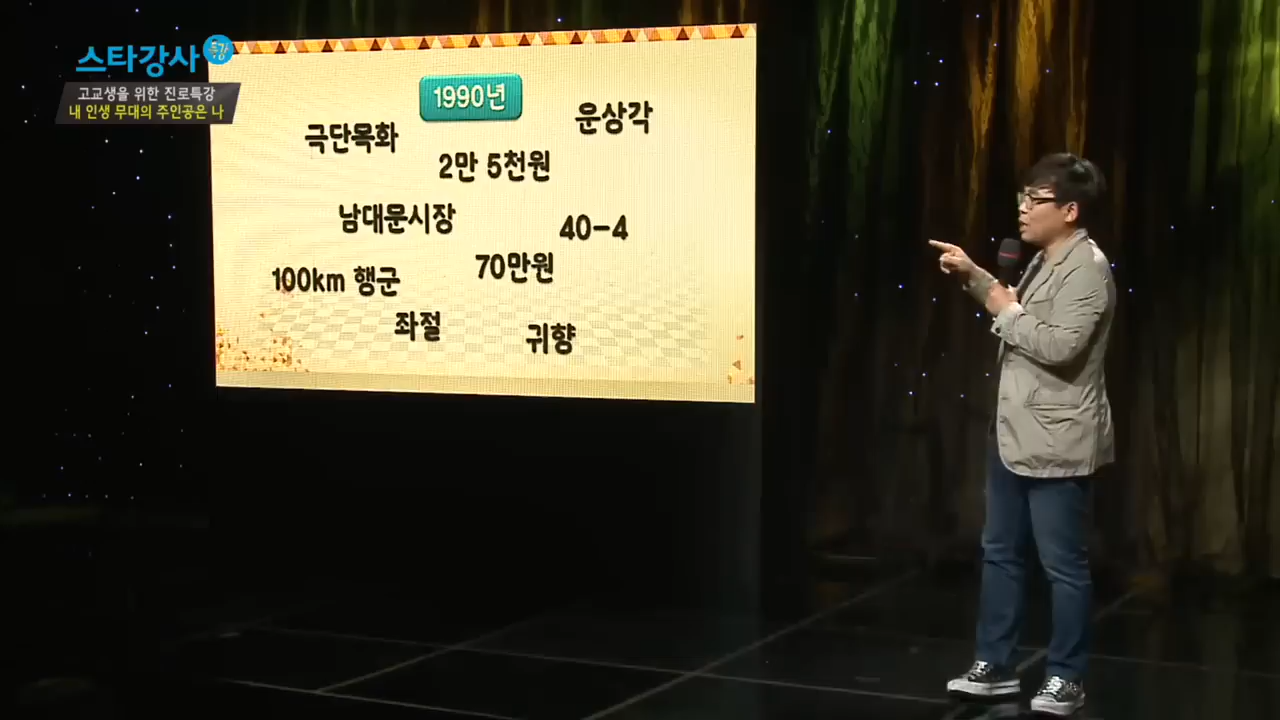 스타강사 특강
고교생을 위한 진로특강
내 인생 무대의 주인공은 나
1990년
극단목화
운상각
2만 5천원
남대문시장
40-4
100km 행군
70만원
좌절
귀향